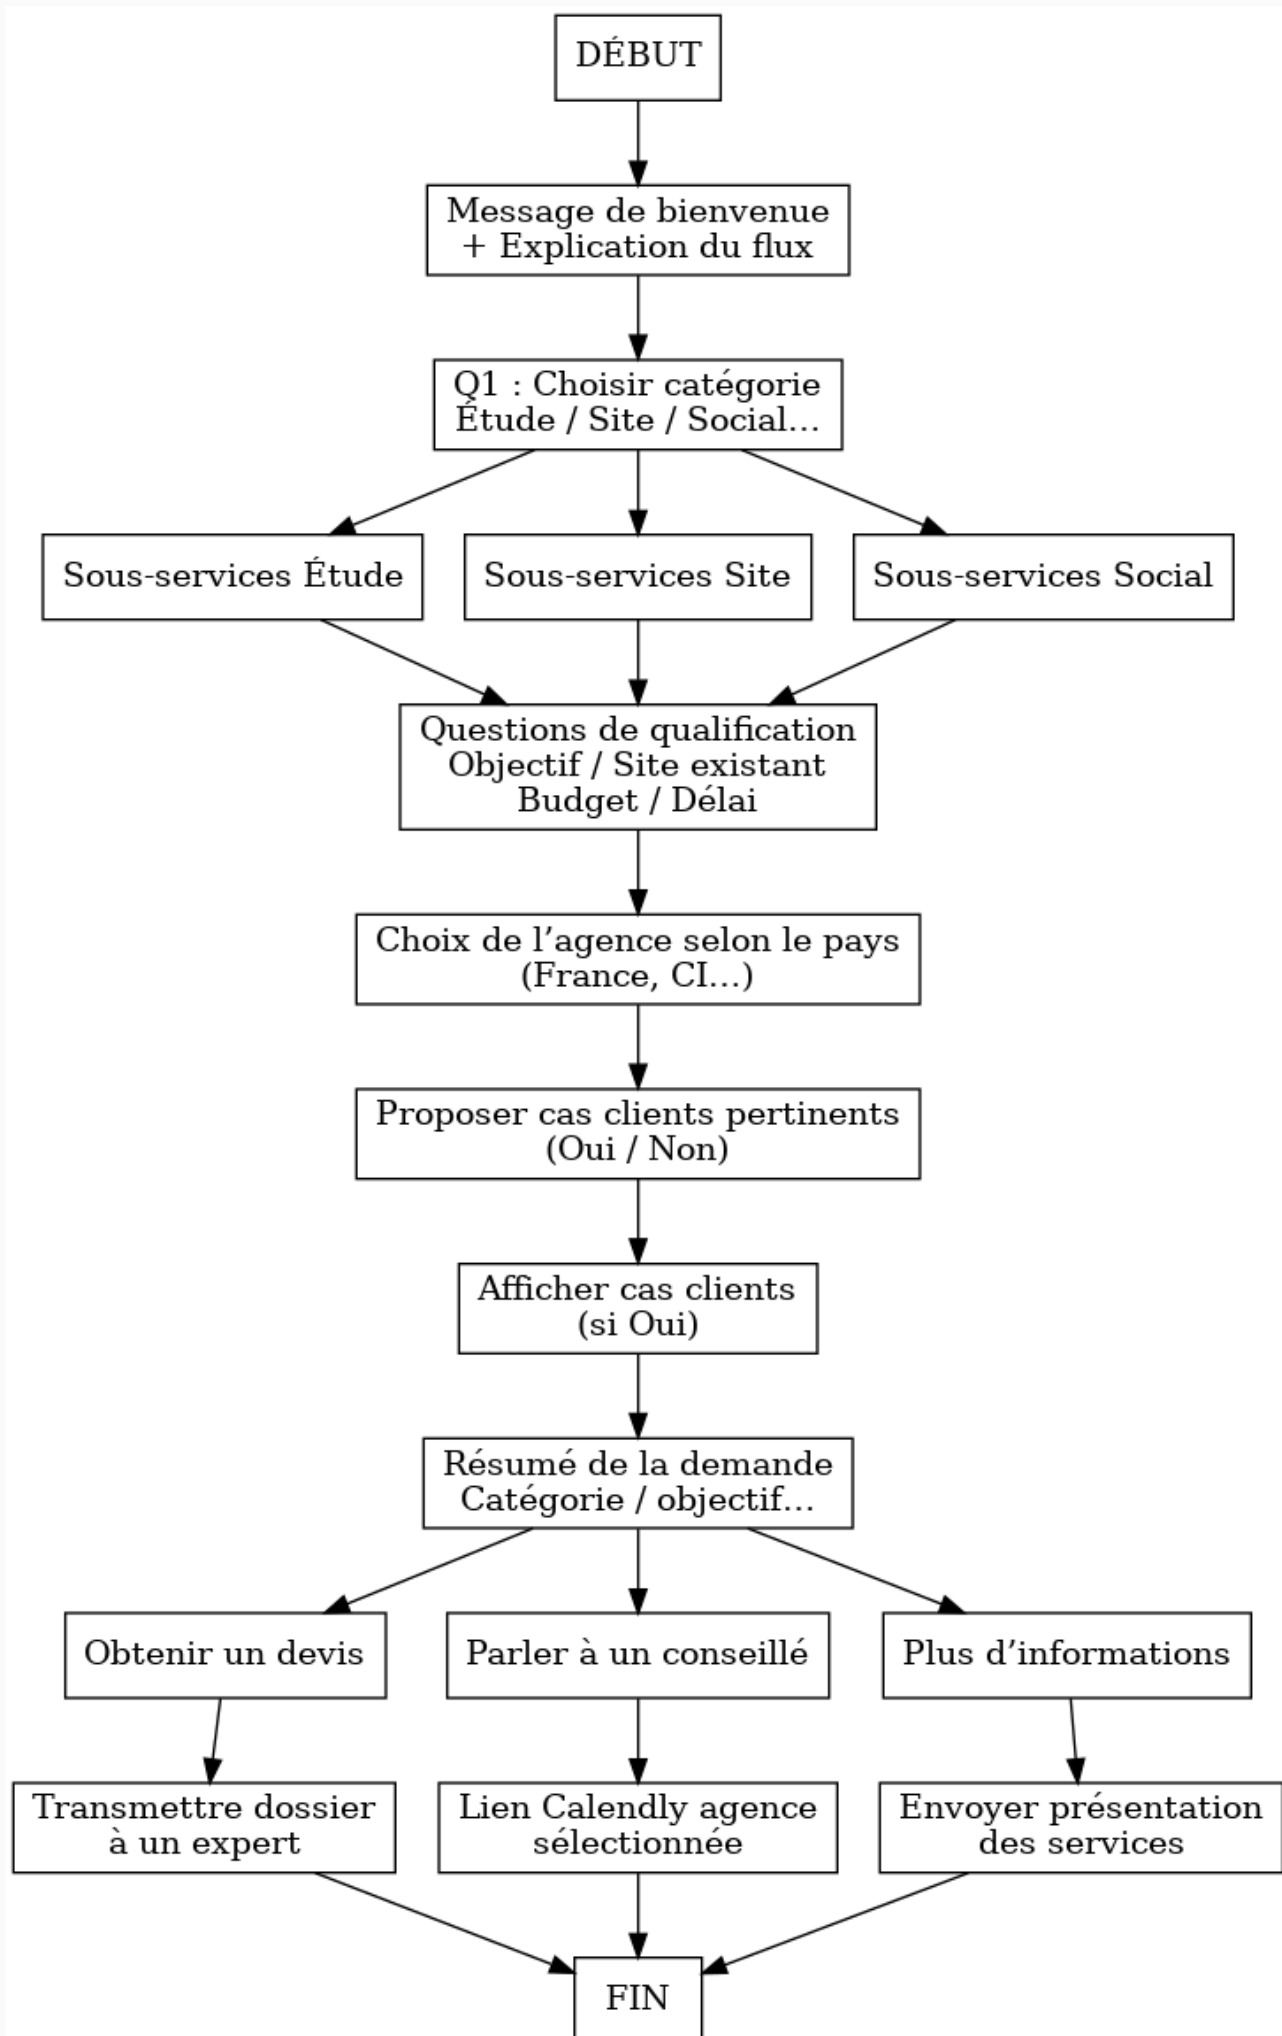 DÉBUT
Message de bienvenue
+ Explication du flux
Q1 : Choisir catégorie
Étude / Site / Social...
Sous-services Étude
Sous-services Site
Sous-services Social
Questions de qualification
Objectif / Site existant
Budget / Délai
Choix de l’agence selon le pays
(France, CI...)
Proposer cas clients pertinents
(Oui / Non)
Afficher cas clients
(si Oui)
Résumé de la demande
Catégorie / objectif...
Obtenir un devis
Parler à un conseillé
Plus d’informations
Transmettre dossier
à un expert
Lien Calendly agence
sélectionnée
Envoyer présentation
des services
FIN